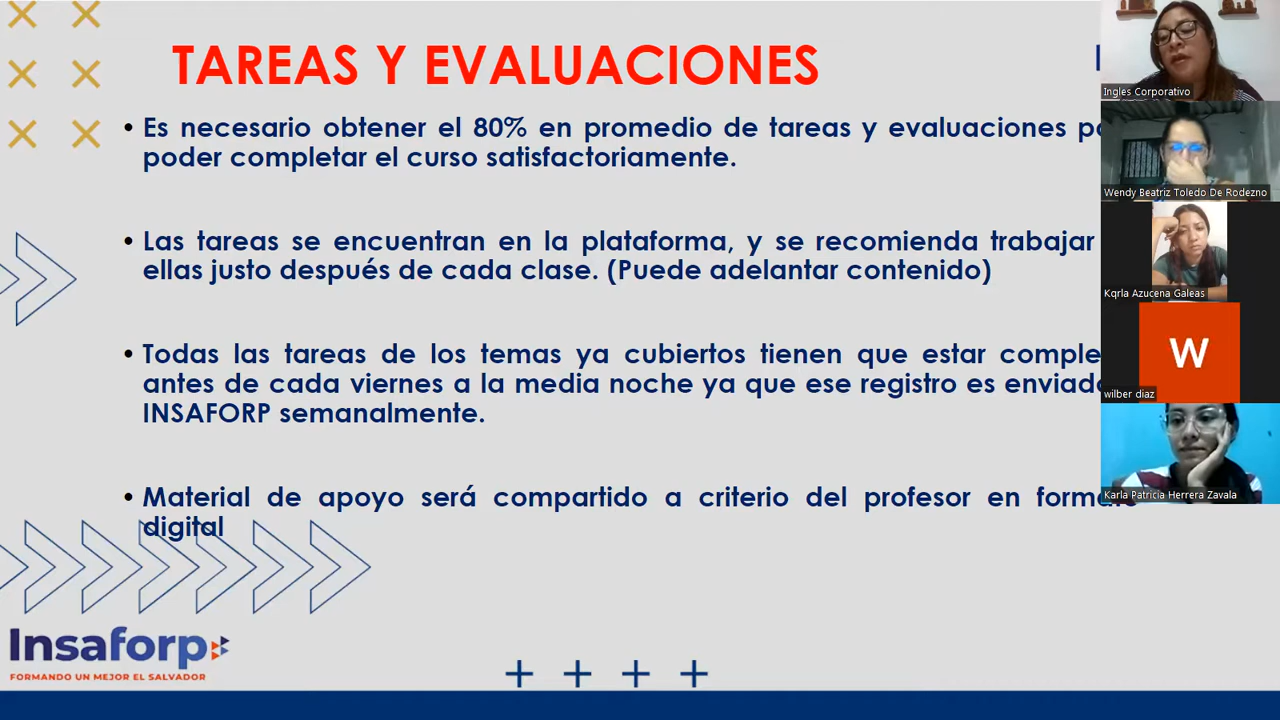 TAREAS Y EVALUACIONES
• Es necesario obtener el 80% en promedio de tareas y evaluaciones
poder completar el curso satisfactoriamente.
• Las tareas se encuentran en la plataforma, y se recomienda trabajar
ellas justo después de cada clase. (Puede adelantar contenido)
• Todas las tareas de los temas ya cubiertos tienen que estar
antes de cada viernes a la media noche ya que ese registro es
INSAFORP semanalmente.
• Material de apoyo será compartido a criterio del profesor en
digital
Insaforp
FORMANDO UN MEJOR EL SALVADOR
Ingles Corporativo
Wendy Beatriz Toledo De Rodezno
Kqrla Azucena Galeas
W
wilber diaz
Karla Patricia Herrera Zavala